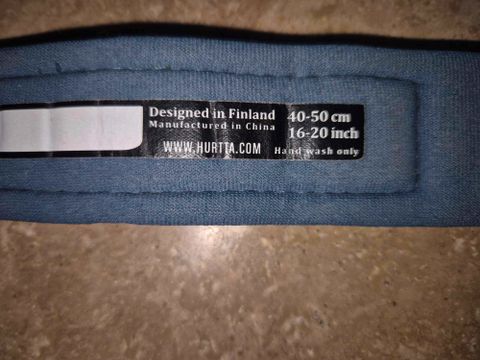 Designed in Finland
Manufactured in China
WWW.HURTTA.COM
40-50 cm
16-20 inch
Hand wash only